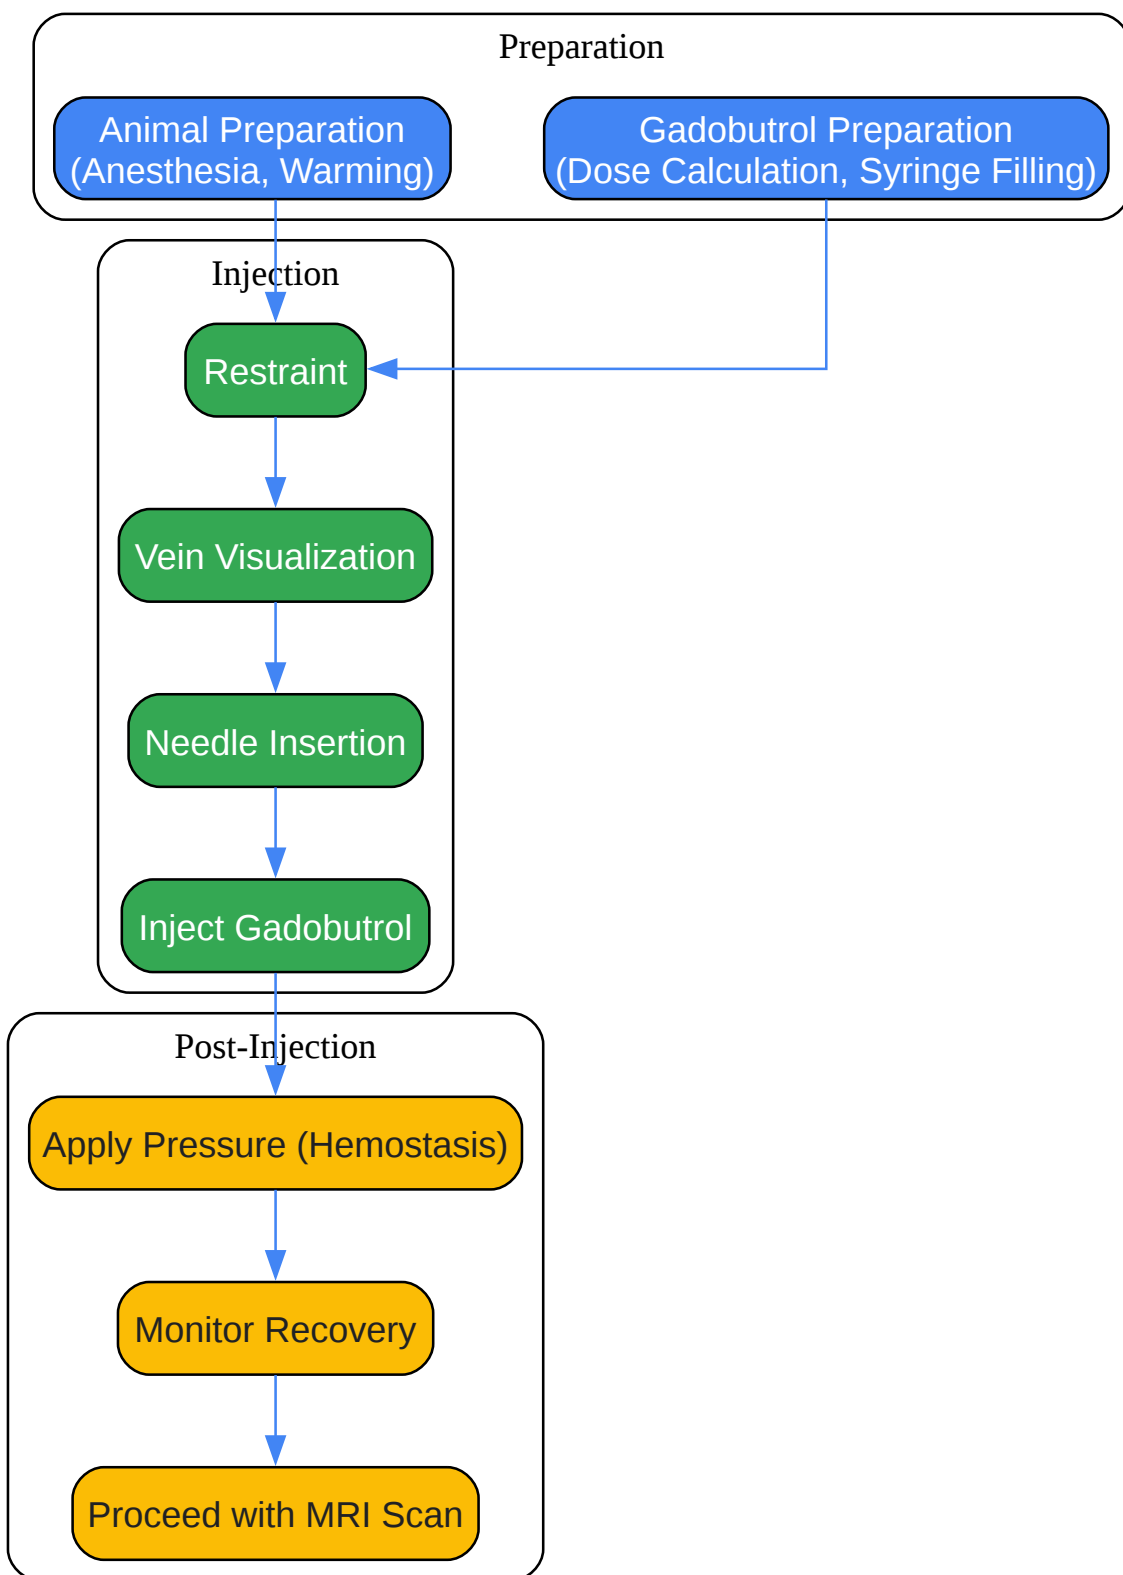 Preparation
Animal Preparation
(Anesthesia, Warming)
Gadobutrol Preparation
(Dose Calculation, Syringe Filling)
Injection
Restraint
Vein Visualization
Needle Insertion
Inject Gadobutrol
Post-Injection
Apply Pressure (Hemostasis)
Monitor Recovery
Proceed with MRI Scan